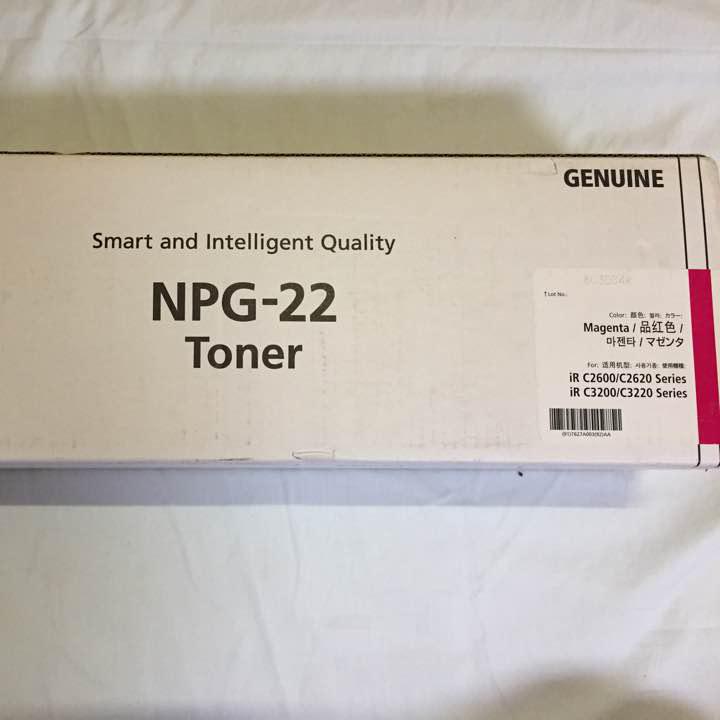 GENUINE
Smart and Intelligent Quality
NPG-22
Toner
↑ Lot No.:
Color: 颜色: 컬러: カラー:
Magenta / 品红色 /
마젠타 / マゼンタ
For: 适用机型: 사용기종: 使用機種:
iR C2600/C2620 Series
iR C3200/C3220 Series